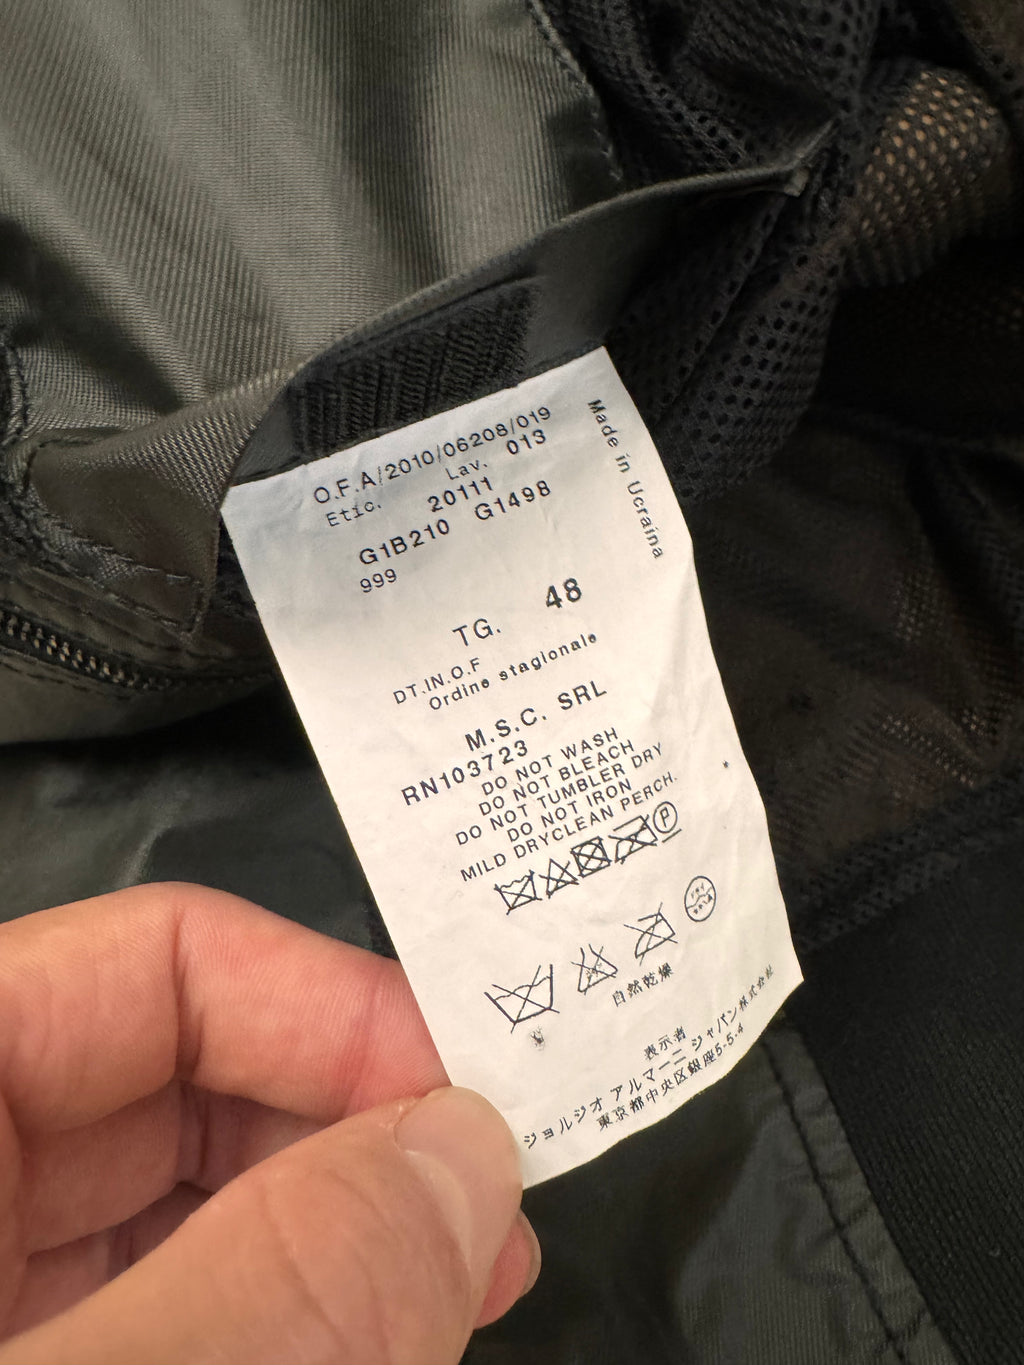 O.F.A/2010/06208/019
Lav. 013
Etic. 20111
G1B210 G1498
999
Made in Ucraina
TG. 48
DT.IN.O.F
Ordine stagionale
M.S.C. SRL
RN103723
DO NOT WASH
DO NOT BLEACH
DO NOT TUMBLER DRY
DO NOT IRON
MILD DRYCLEAN PERCH.
P
自然乾燥
表示者
ジョルジオ アルマーニ ジャパン株式会社
東京都中央区銀座5-5-4